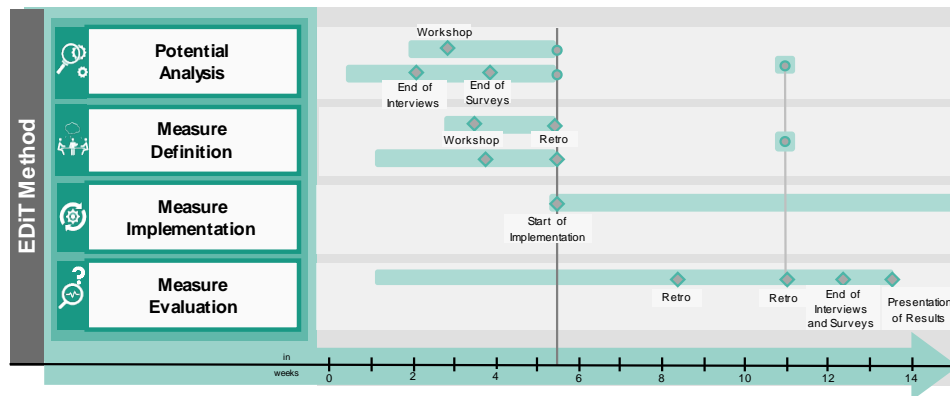 EDiT Method
Potential
Analysis
Workshop
End of
Interviews
End of
Surveys
Measure
Definition
Workshop
Retro
Measure
Implementation
Start of
Implementation
Measure
Evaluation
Retro
Retro
End of
Interviews
and Surveys
Presentation
of Results
in
weeks
0
2
4
6
8
10
12
14